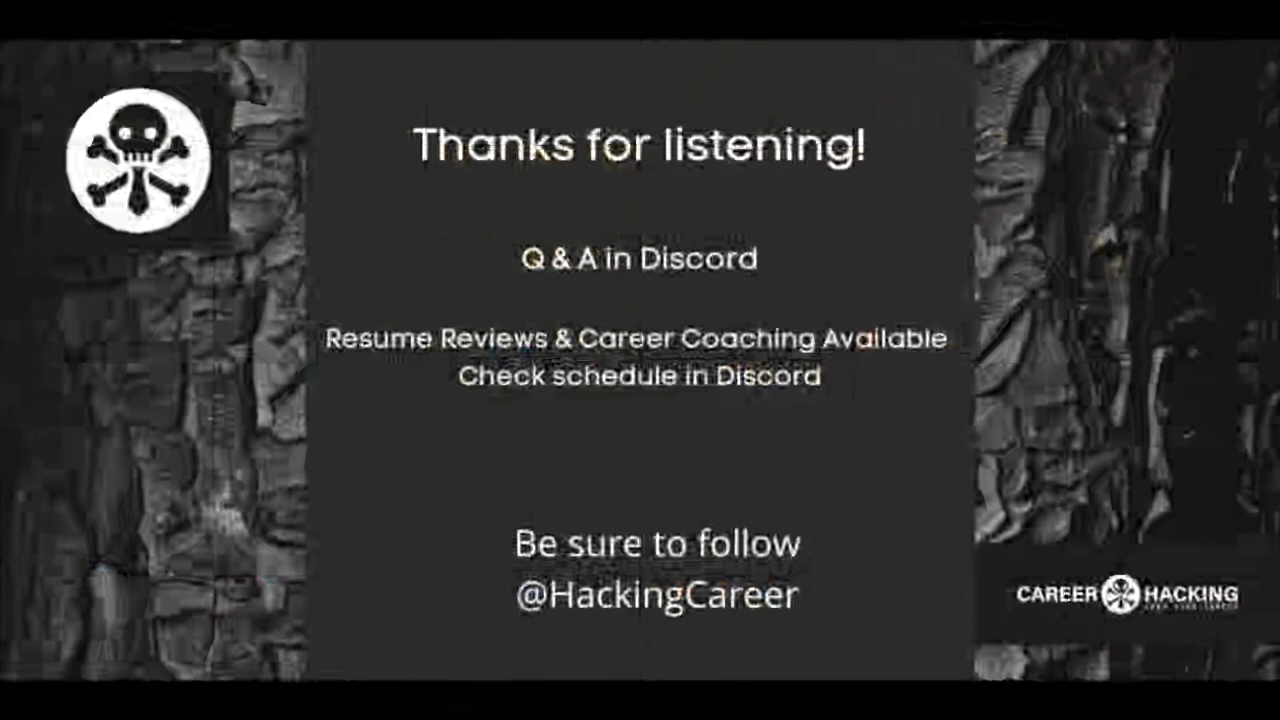 Thanks for listening!
Q & A in Discord
Resume Reviews & Career Coaching Available
Check schedule in Discord
Be sure to follow
@HackingCareer
CAREER HACKING